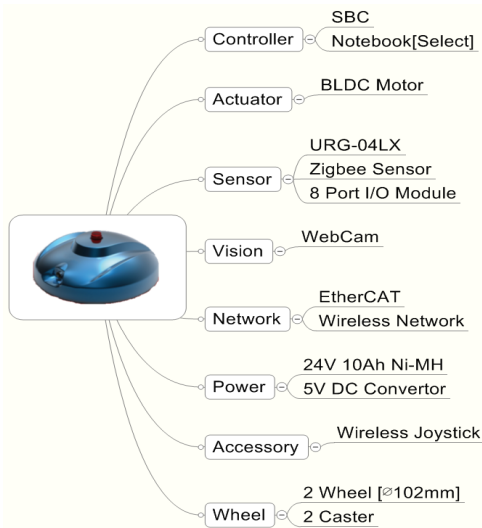 Controller
SBC
Notebook[Select]
Actuator
BLDC Motor
Sensor
URG-04LX
Zigbee Sensor
8 Port I/O Module
Vision
WebCam
Network
EtherCAT
Wireless Network
Power
24V 10Ah Ni-MH
5V DC Convertor
Accessory
Wireless Joystick
Wheel
2 Wheel [∅102mm]
2 Caster